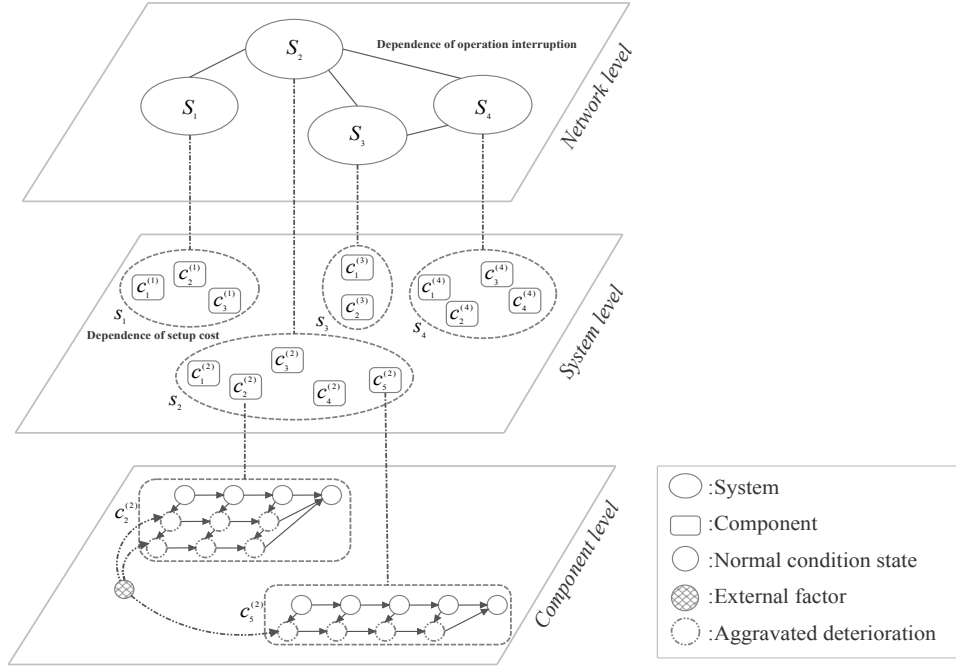 S₂
Dependence of operation interruption
S₁
S₄
S₃
Network level
c₁⁽¹⁾
c₂⁽¹⁾
c₃⁽¹⁾
s₁
Dependence of setup cost
c₁⁽³⁾
c₂⁽³⁾
s₃
c₁⁽⁴⁾
c₂⁽⁴⁾
c₃⁽⁴⁾
c₄⁽⁴⁾
s₄
c₁⁽²⁾
c₂⁽²⁾
c₃⁽²⁾
c₄⁽²⁾
c₅⁽²⁾
s₂
System level
c₂⁽²⁾
c₅⁽²⁾
Component level
:System
:Component
:Normal condition state
:External factor
:Aggravated deterioration